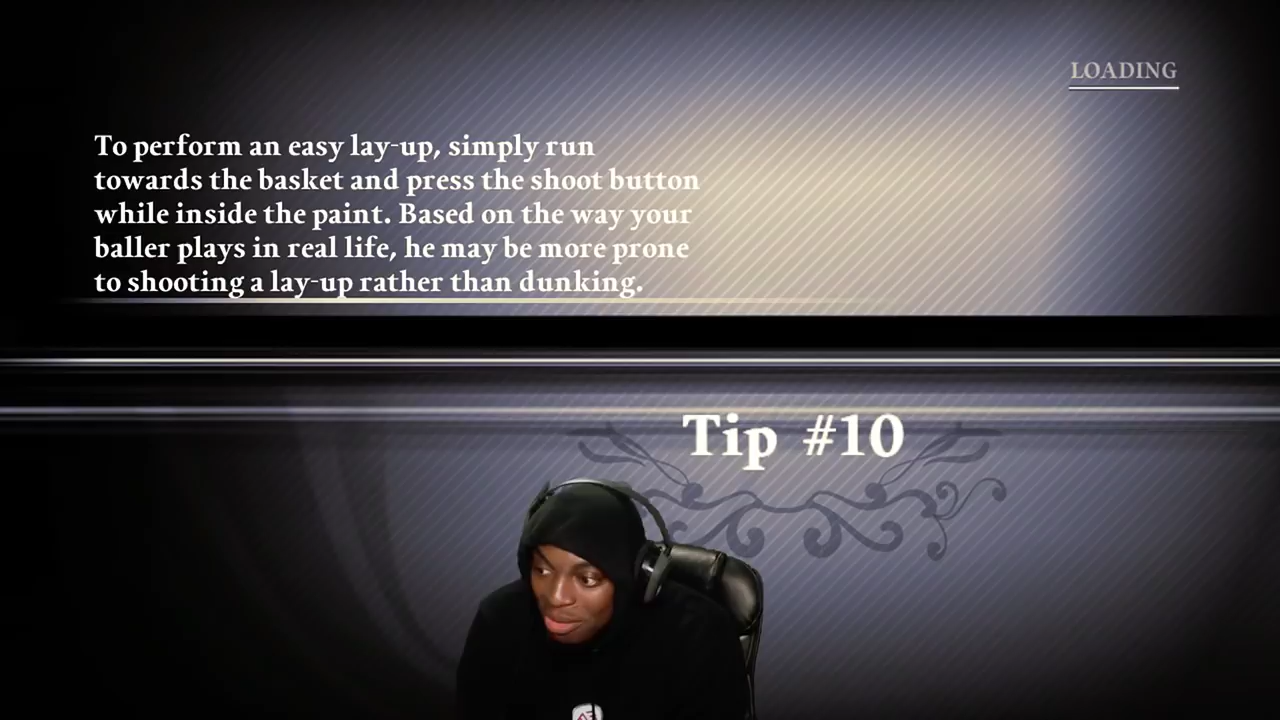 LOADING
To perform an easy lay-up, simply run
towards the basket and press the shoot button
while inside the paint. Based on the way your
baller plays in real life, he may be more prone
to shooting a lay-up rather than dunking.
Tip #10